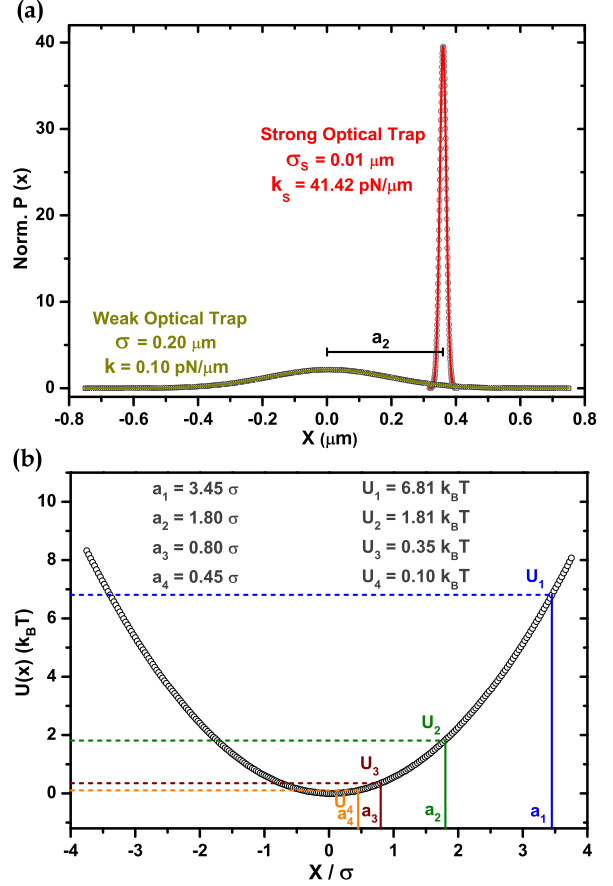 (a)
40
30
20
10
0
Norm. P (x)
Strong Optical Trap
σS = 0.01 μm
kS = 41.42 pN/μm
Weak Optical Trap
σ = 0.20 μm
k = 0.10 pN/μm
a2
-0.8 -0.6 -0.4 -0.2 0.0 0.2 0.4 0.6 0.8
X (μm)
(b)
10
8
6
4
2
0
U(x) (kBT)
a1 = 3.45 σ U1 = 6.81 kBT
a2 = 1.80 σ U2 = 1.81 kBT
a3 = 0.80 σ U3 = 0.35 kBT
a4 = 0.45 σ U4 = 0.10 kBT
U1
U2
U3
U4
a4 a3 a2 a1
-4 -3 -2 -1 0 1 2 3 4
X / σ